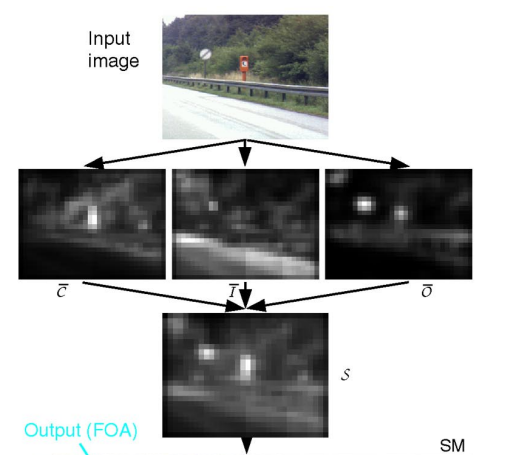 Input
image
C̅ I̅ O̅
S
Output (FOA)
SM